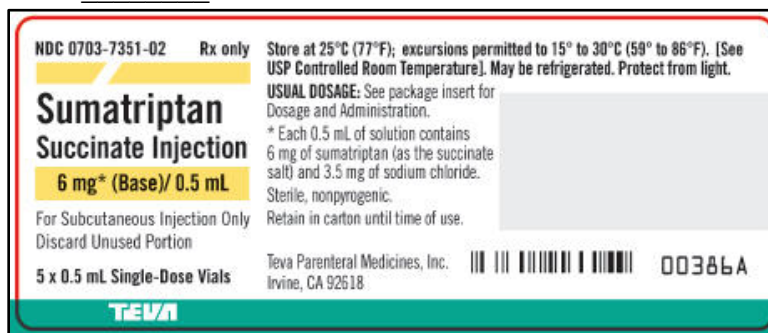 NDC 0703-7351-02 Rx only
Sumatriptan
Succinate Injection
6 mg* (Base)/ 0.5 mL
For Subcutaneous Injection Only
Discard Unused Portion
5 x 0.5 mL Single-Dose Vials
TEVA
Store at 25°C (77°F); excursions permitted to 15° to 30°C (59° to 86°F). [See
USP Controlled Room Temperature]. May be refrigerated. Protect from light.
USUAL DOSAGE: See package insert for
Dosage and Administration.
* Each 0.5 mL of solution contains
6 mg of sumatriptan (as the succinate
salt) and 3.5 mg of sodium chloride.
Sterile, nonpyrogenic.
Retain in carton until time of use.
Teva Parenteral Medicines, Inc.
Irvine, CA 92618
00386A